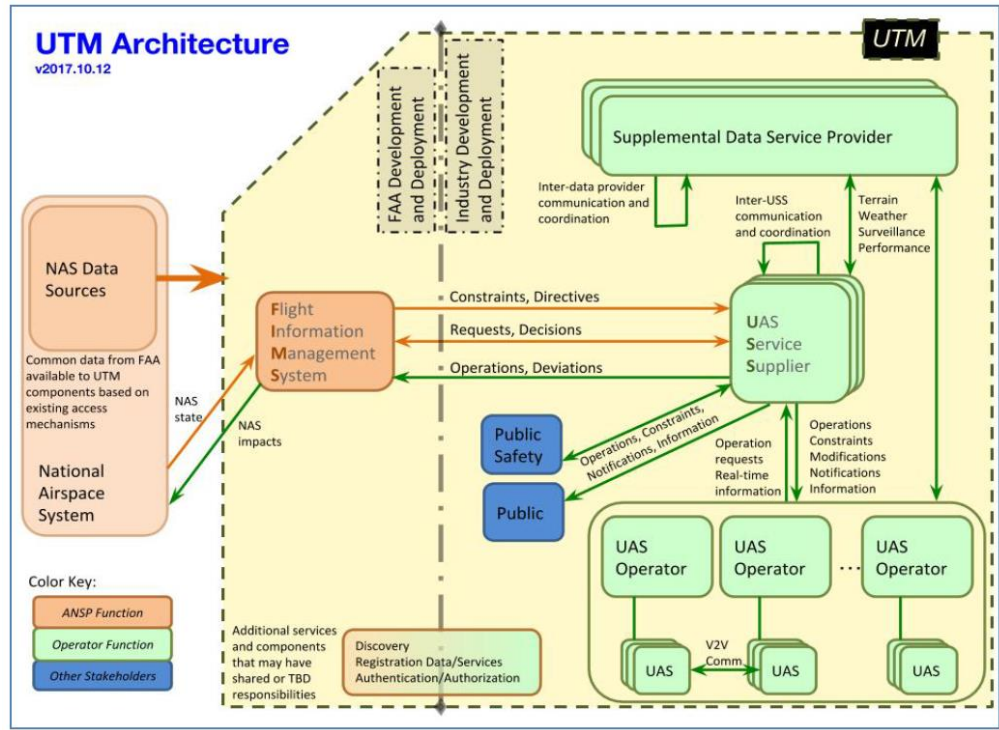 UTM Architecture
v2017.10.12
UTM
FAA Development
and Deployment
Industry Development
and Deployment
Supplemental Data Service Provider
Inter-data provider
communication and
coordination
Inter-USS
communication
and coordination
Terrain
Weather
Surveillance
Performance
NAS Data
Sources
Common data from FAA
available to UTM
components based on
existing access
mechanisms
National
Airspace
System
NAS
state
NAS
impacts
Flight
Information
Management
System
Constraints, Directives
Requests, Decisions
Operations, Deviations
UAS
Service
Supplier
Public
Safety
Public
Operations, Constraints,
Notifications, Information
Operation
requests
Real-time
information
Operations
Constraints
Modifications
Notifications
Information
UAS
Operator
UAS
Operator
...
UAS
Operator
UAS
V2V
Comm.
UAS
UAS
Color Key:
ANSP Function
Operator Function
Other Stakeholders
Additional services
and components
that may have
shared or TBD
responsibilities
Discovery
Registration Data/Services
Authentication/Authorization